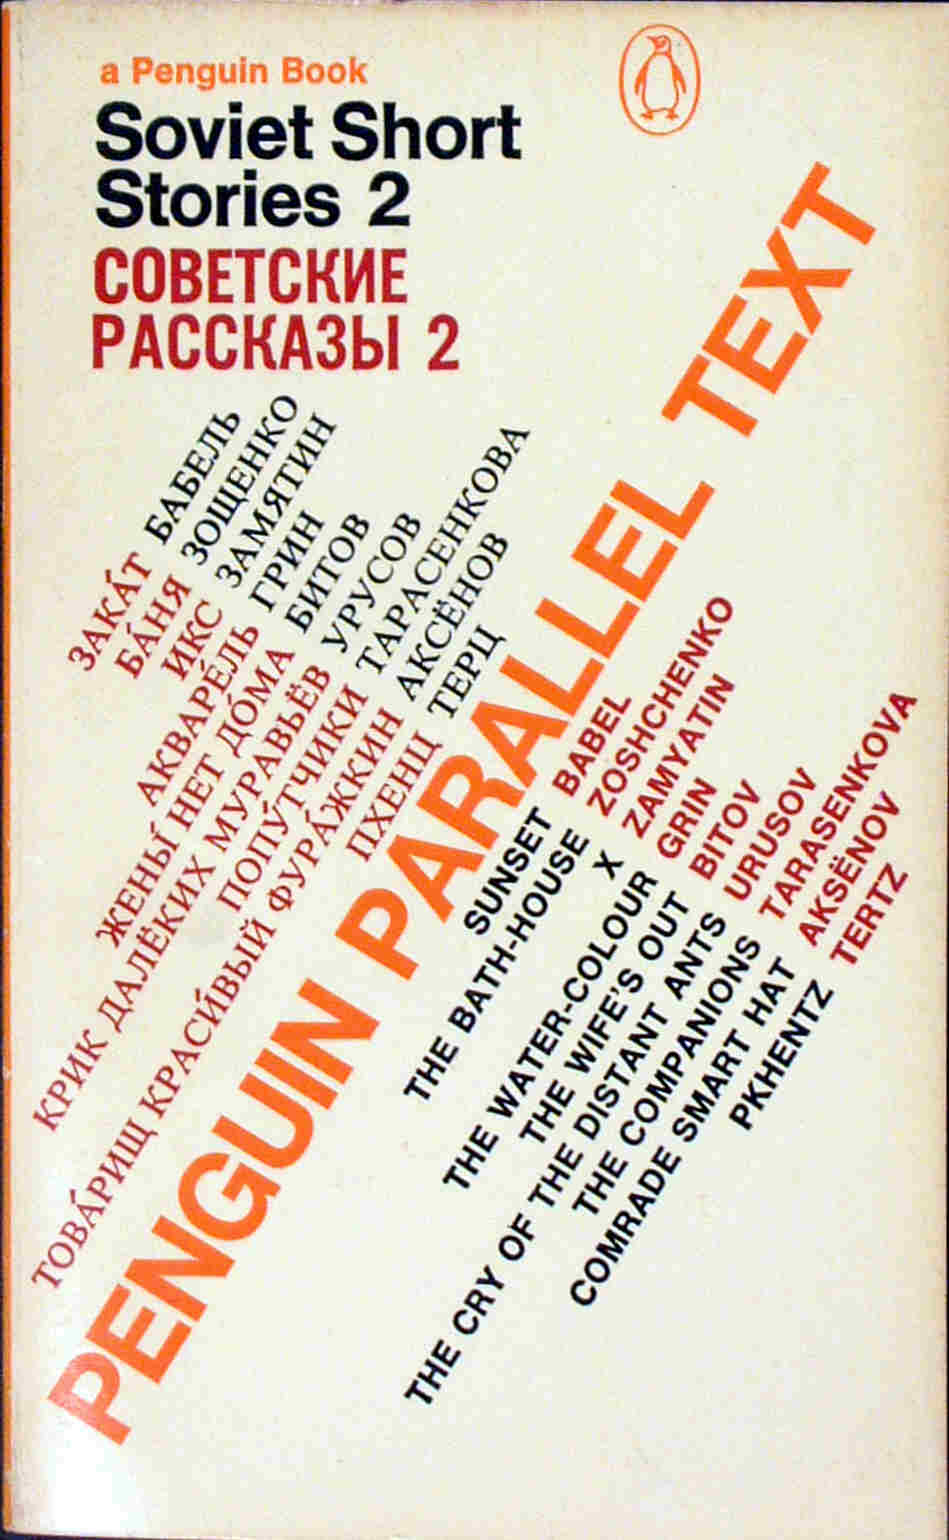 a Penguin Book
Soviet Short
Stories 2
СОВЕТСКИЕ
РАССКАЗЫ 2
ЗАКА́Т БАБЕЛЬ
БА́НЯ ЗОЩЕНКО
ИКС ЗАМЯТИН
АКВАРЕ́ЛЬ ГРИН
ЖЕНЫ́ НЕТ ДО́МА БИТОВ
КРИК ДАЛЁКИХ МУРАВЬЁВ УРУСОВ
ПОПУ́ТЧИКИ ТАРАСЕНКОВА
ТОВА́РИЩ КРАСИ́ВЫЙ ФУРА́ЖКИН АКСЁНОВ
ПХЕНЦ ТЕРЦ
PENGUIN PARALLEL TEXT
SUNSET BABEL
THE BATH-HOUSE ZOSHCHENKO
X ZAMYATIN
THE WATER-COLOUR GRIN
THE WIFE'S OUT BITOV
THE CRY OF THE DISTANT ANTS URUSOV
THE COMPANIONS TARASENKOVA
COMRADE SMART HAT AKSËNOV
PKHENTZ TERTZ